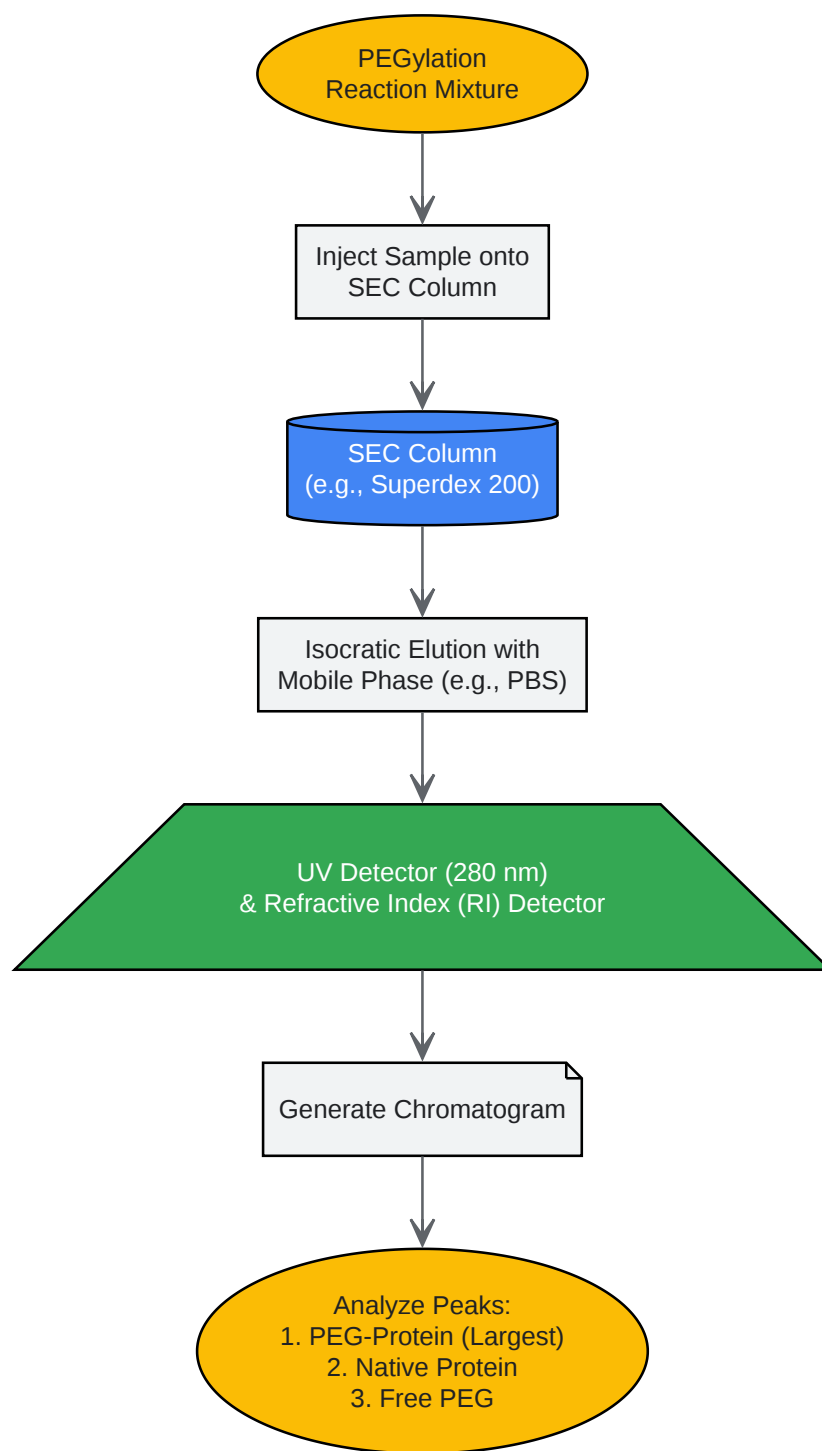 PEGylation
Reaction Mixture
Inject Sample onto
SEC Column
SEC Column
(e.g., Superdex 200)
Isocratic Elution with
Mobile Phase (e.g., PBS)
UV Detector (280 nm)
& Refractive Index (RI) Detector
Generate Chromatogram
Analyze Peaks:
1. PEG-Protein (Largest)
2. Native Protein
3. Free PEG